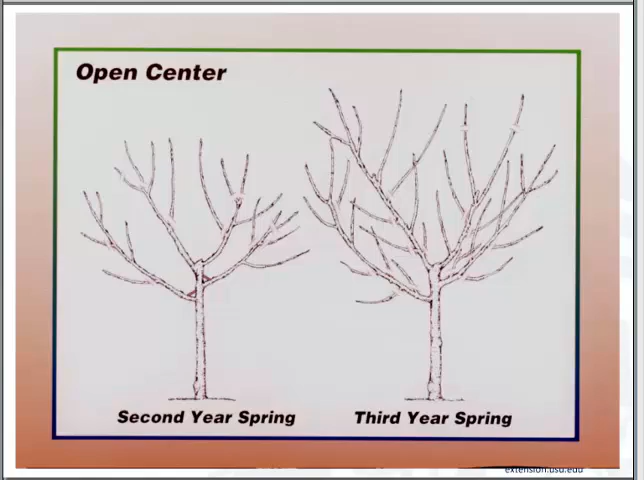 Open Center
Second Year Spring
Third Year Spring
extension.usu.edu